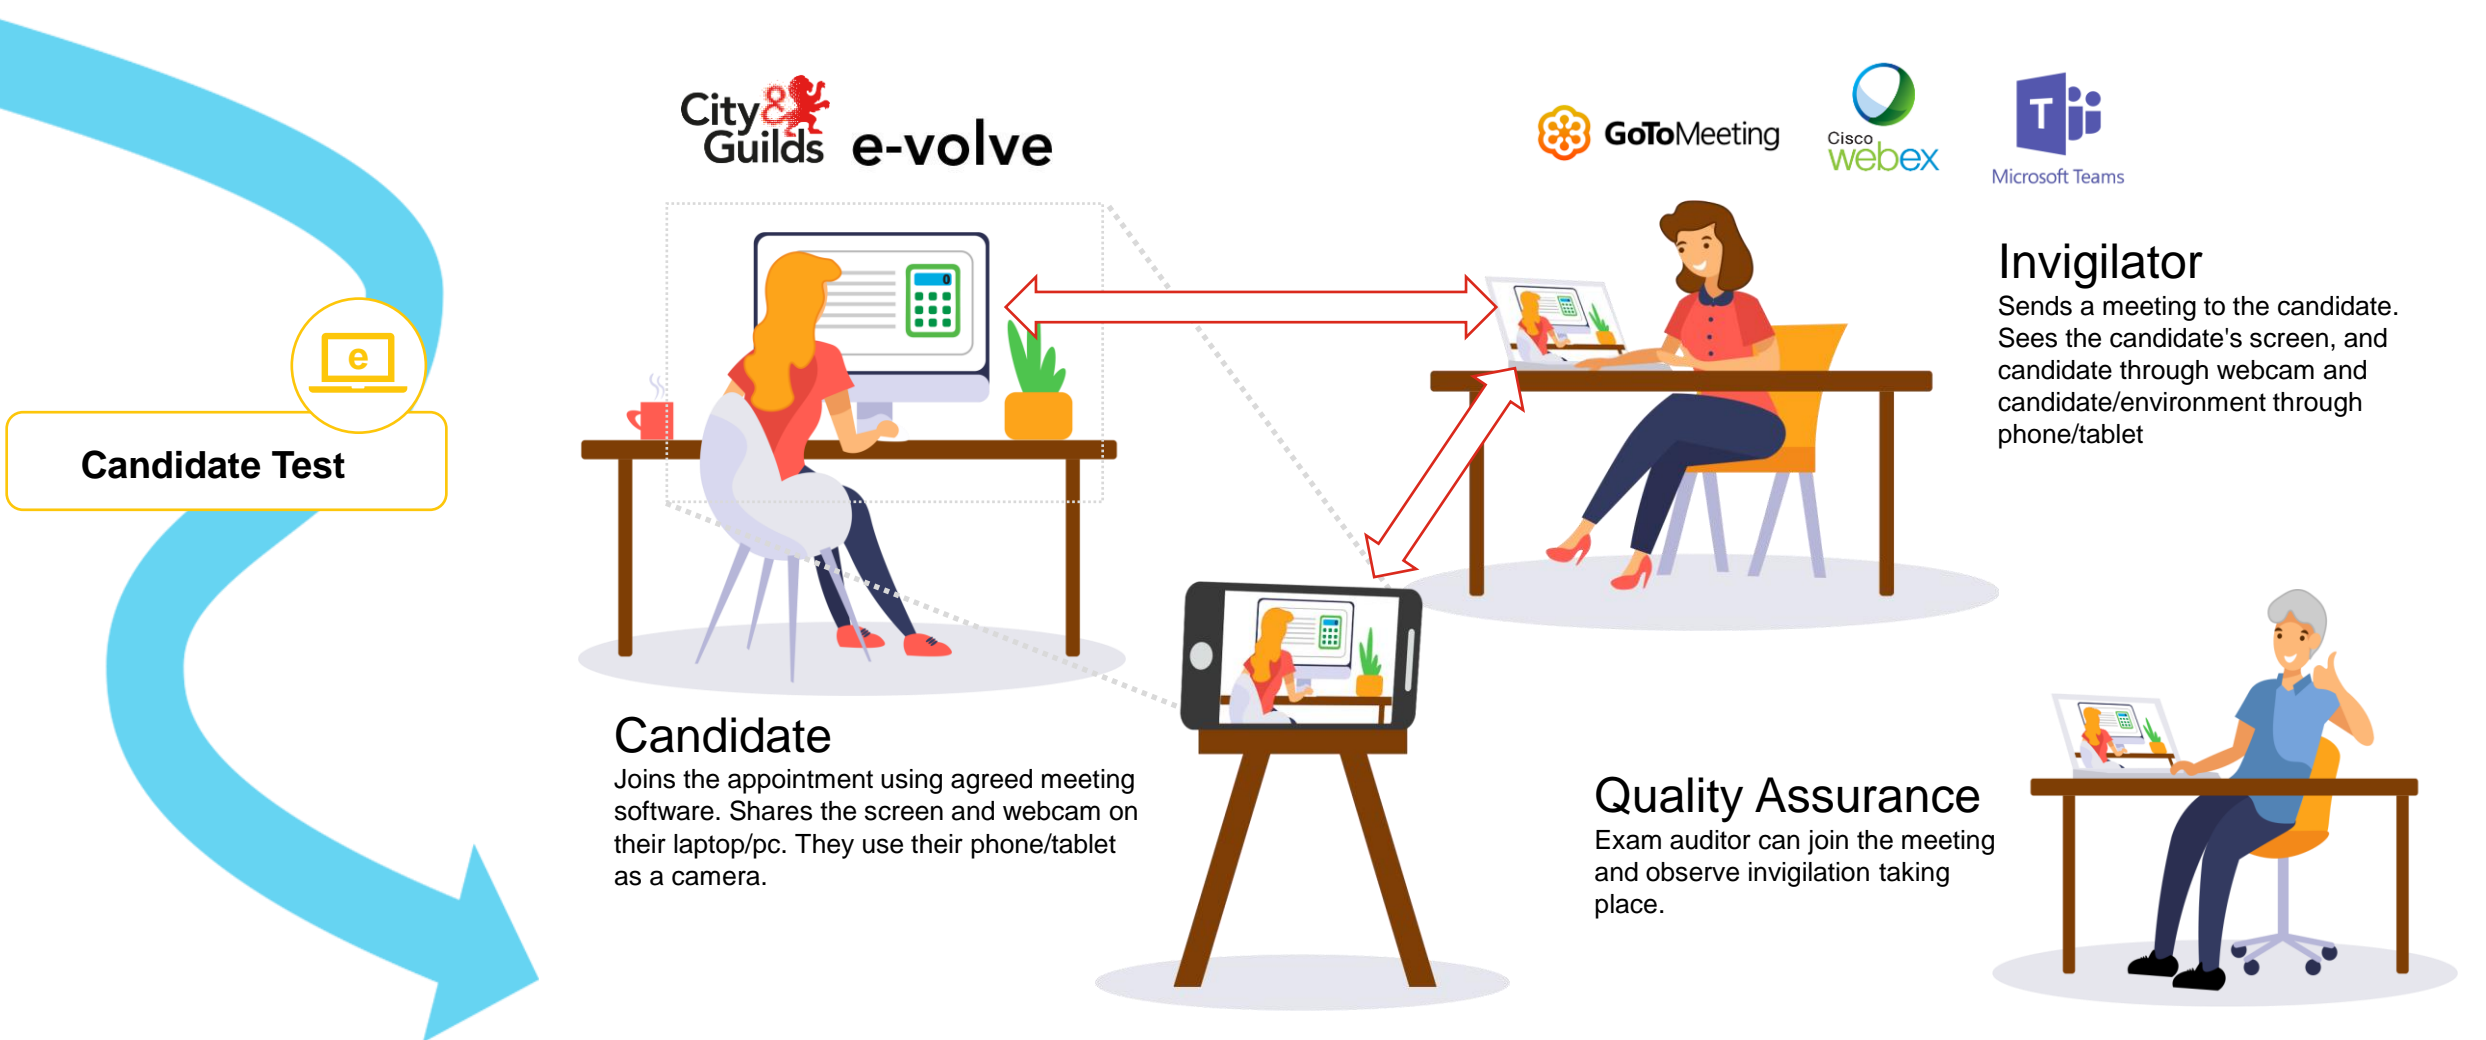 City&
Guilds
e-volve
GoToMeeting
Cisco
webex
T
Microsoft Teams
0
e
Candidate Test
Invigilator
Sends a meeting to the candidate.
Sees the candidate's screen, and
candidate through webcam and
candidate/environment through
phone/tablet
Candidate
Joins the appointment using agreed meeting
software. Shares the screen and webcam on
their laptop/pc. They use their phone/tablet
as a camera.
Quality Assurance
Exam auditor can join the meeting
and observe invigilation taking
place.